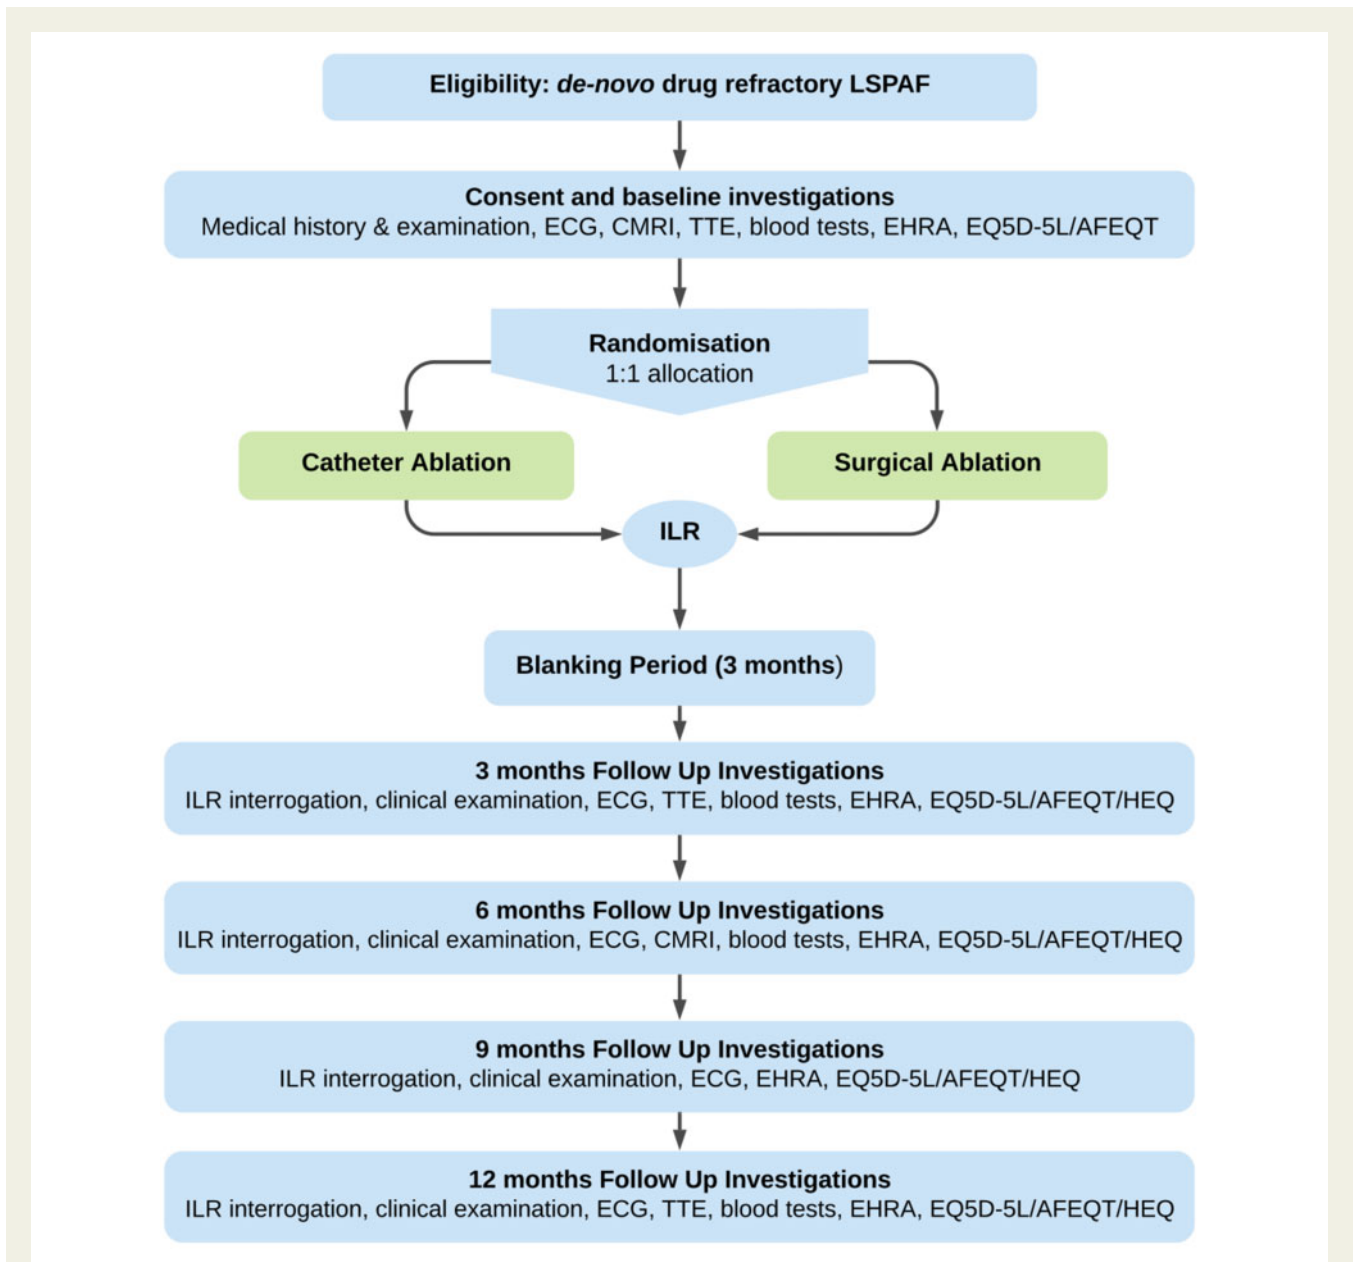 Eligibility: de-novo drug refractory LSPAF
Consent and baseline investigations
Medical history & examination, ECG, CMRI, TTE, blood tests, EHRA, EQ5D-5L/AFEQT
Randomisation
1:1 allocation
Catheter Ablation
Surgical Ablation
ILR
Blanking Period (3 months)
3 months Follow Up Investigations
ILR interrogation, clinical examination, ECG, TTE, blood tests, EHRA, EQ5D-5L/AFEQT/HEQ
6 months Follow Up Investigations
ILR interrogation, clinical examination, ECG, CMRI, blood tests, EHRA, EQ5D-5L/AFEQT/HEQ
9 months Follow Up Investigations
ILR interrogation, clinical examination, ECG, EHRA, EQ5D-5L/AFEQT/HEQ
12 months Follow Up Investigations
ILR interrogation, clinical examination, ECG, TTE, blood tests, EHRA, EQ5D-5L/AFEQT/HEQ